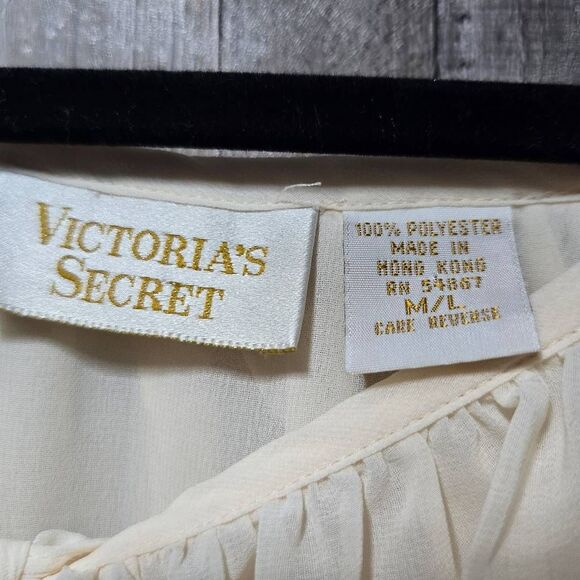 VICTORIA'S
SECRET
100% POLYESTER
MADE IN
HONG KONG
RN 54867
M/L
CARE REVERSE